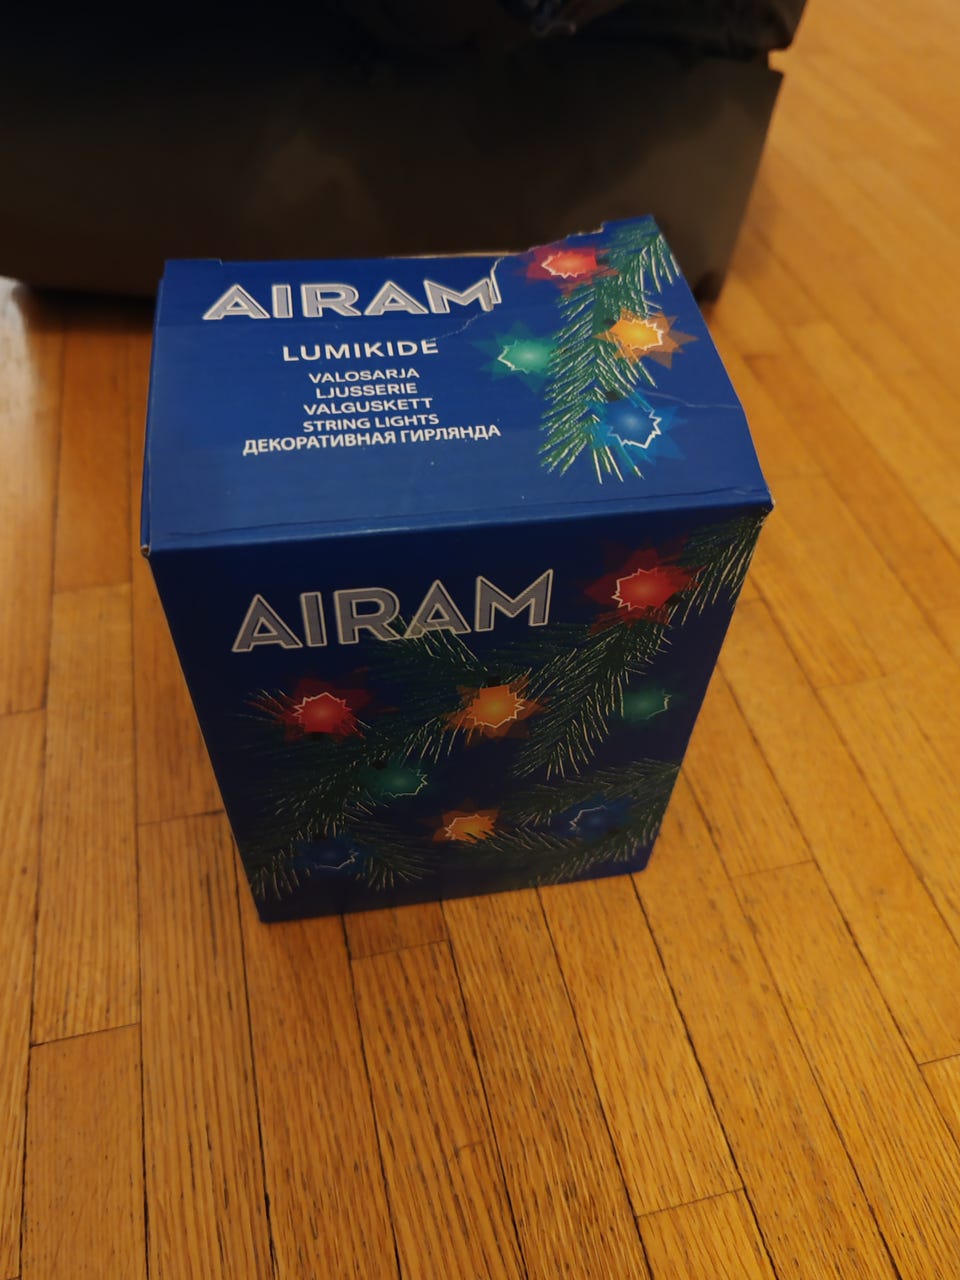 AIRAM
LUMIKIDE
VALOSARJA
LJUSSERIE
VALGUSKETT
STRING LIGHTS
ДЕКОРАТИВНАЯ ГИРЛЯНДА
AIRAM